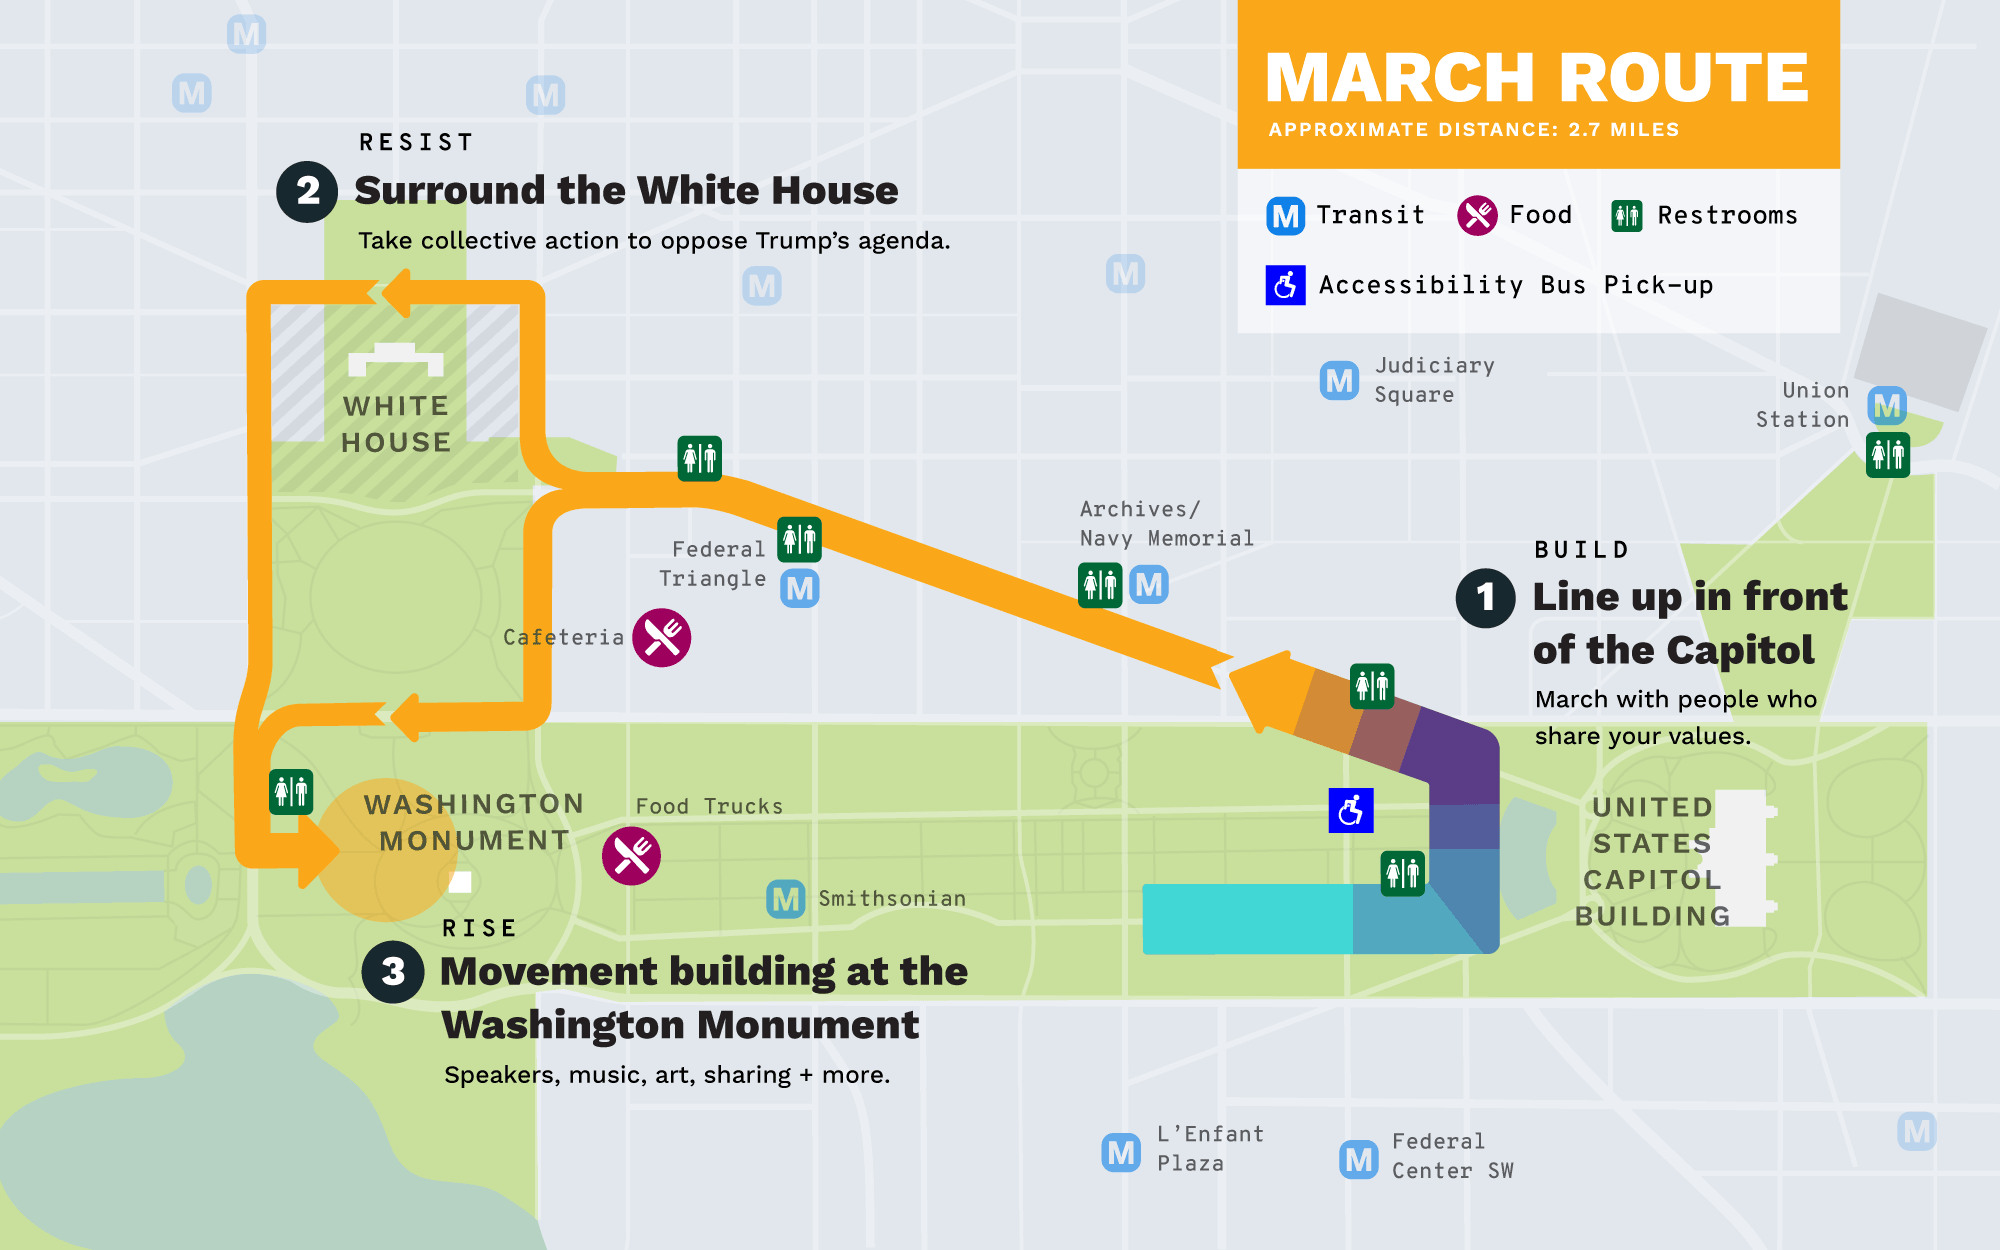 MARCH ROUTE
APPROXIMATE DISTANCE: 2.7 MILES
M Transit
Food
Restrooms
Accessibility Bus Pick-up
M
M
M
RESIST
2 Surround the White House
Take collective action to oppose Trump's agenda.
M
M
WHITE
HOUSE
M Judiciary
Square
Union
Station M
Archives/
Navy Memorial
M
Federal
Triangle
M
Cafeteria
BUILD
1 Line up in front
of the Capitol
March with people who
share your values.
WASHINGTON
MONUMENT
Food Trucks
M Smithsonian
UNITED
STATES
CAPITOL
BUILDING
RISE
3 Movement building at the
Washington Monument
Speakers, music, art, sharing + more.
M L'Enfant
Plaza
M Federal
Center SW
M